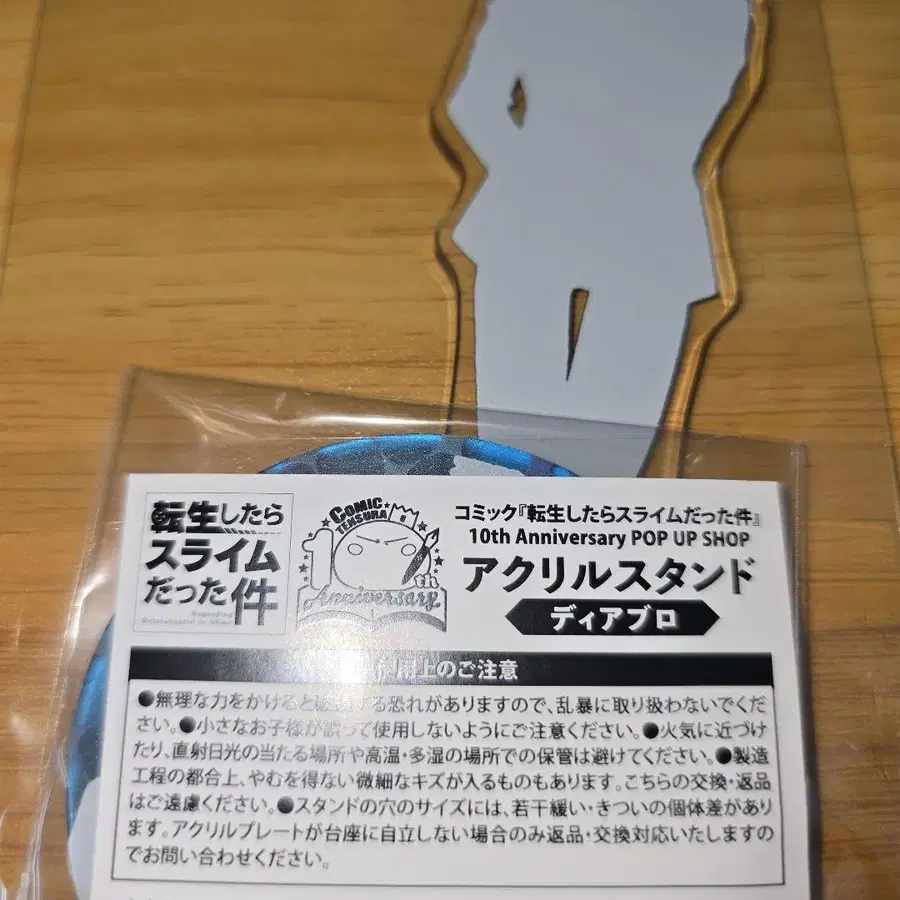 転生したら
スライム
だった件
Regarding
Reincarnated to Slime
COMIC
TENSURA
10th
Anniversary
コミック『転生したらスライムだった件』
10th Anniversary POP UP SHOP
アクリルスタンド
ディアブロ
用上のご注意
●無理な力をかけると破損する恐れがありますので、乱暴に取り扱わないでくだ
さい。●小さなお子様が誤って使用しないようにご注意ください。●火気に近づけ
たり、直射日光の当たる場所や高温・多湿の場所での保管は避けてください。●製造
工程の都合上、やむを得ない微細なキズが入るものもあります。こちらの交換・返品
はご遠慮ください。●スタンドの穴のサイズには、若干緩い・きついの個体差があり
ます。アクリルプレートが台座に自立しない場合のみ返品・交換対応いたしますの
でお問い合わせください。